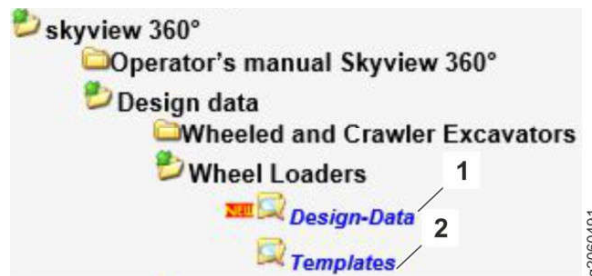 skyview 360°
Operator's manual Skyview 360°
Design data
Wheeled and Crawler Excavators
Wheel Loaders
1
NEW Design-Data
2
Templates